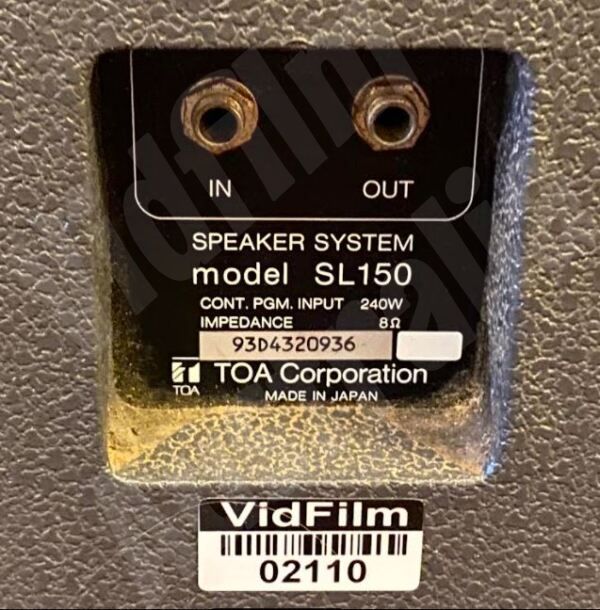 IN OUT
SPEAKER SYSTEM
model SL150
CONT. PGM. INPUT 240W
IMPEDANCE 8Ω
93D4320936
TOA TOA Corporation
MADE IN JAPAN
VidFilm
02110